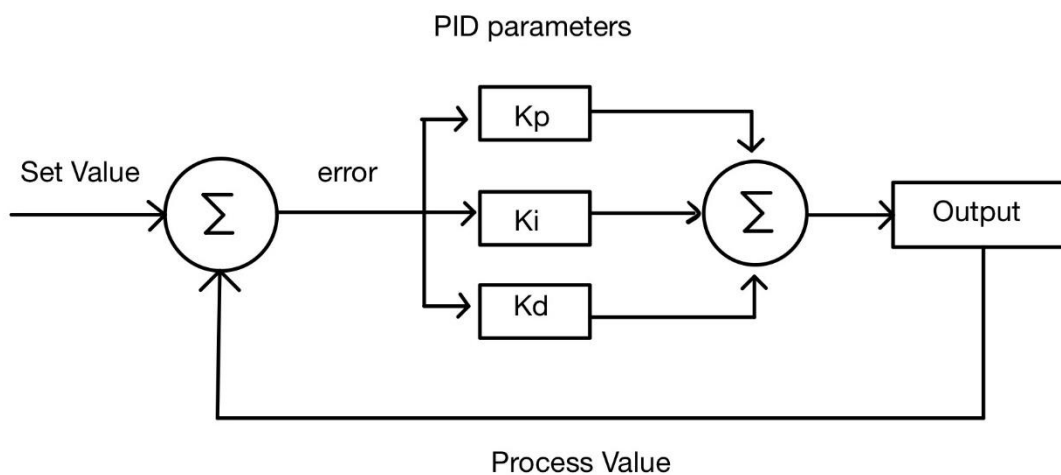 PID parameters
Kp
Set Value
error
Σ
Ki
Σ
Output
Kd
Process Value